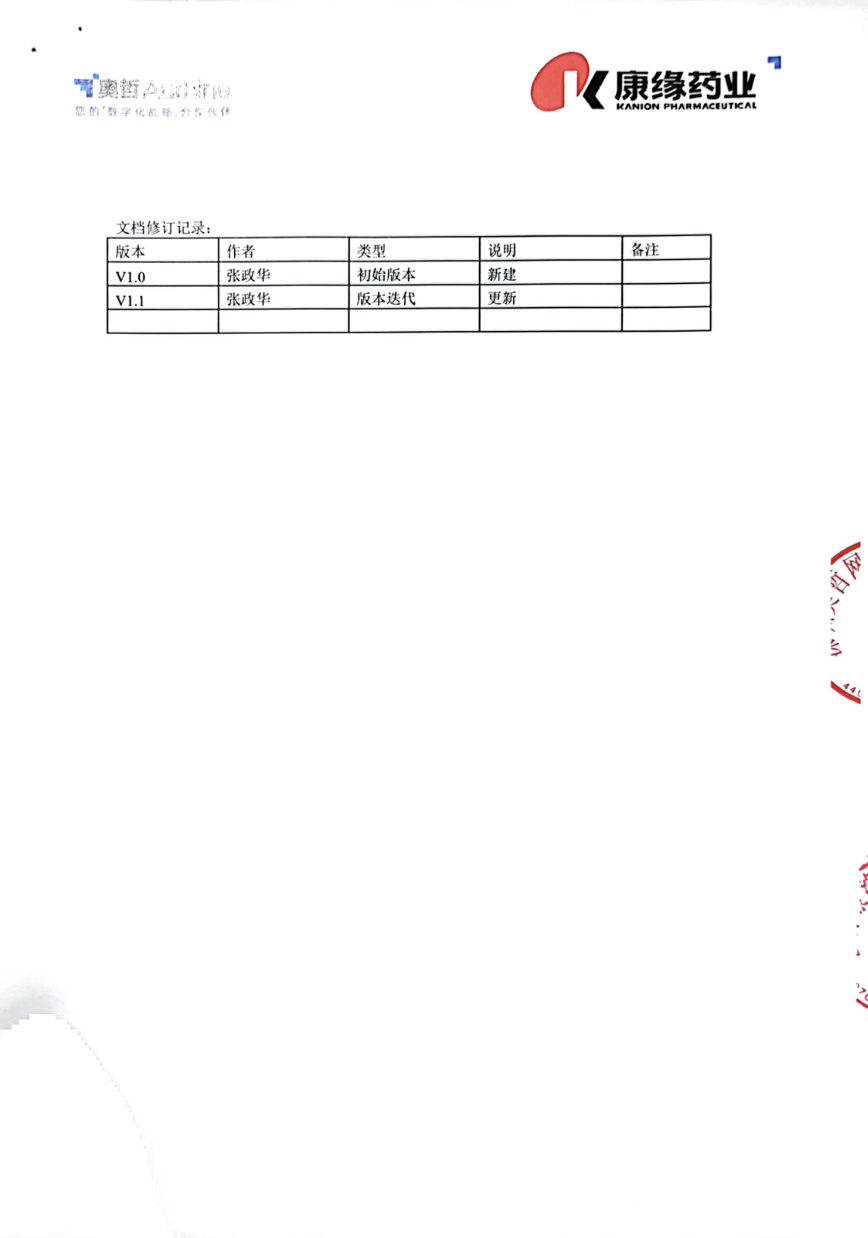 奥哲 Authine
您的"数字化战略"合作伙伴
康缘药业
KANION PHARMACEUTICAL
文档修订记录:
版本 作者 类型 说明 备注
V1.0 张政华 初始版本 新建
V1.1 张政华 版本迭代 更新
哲网
440